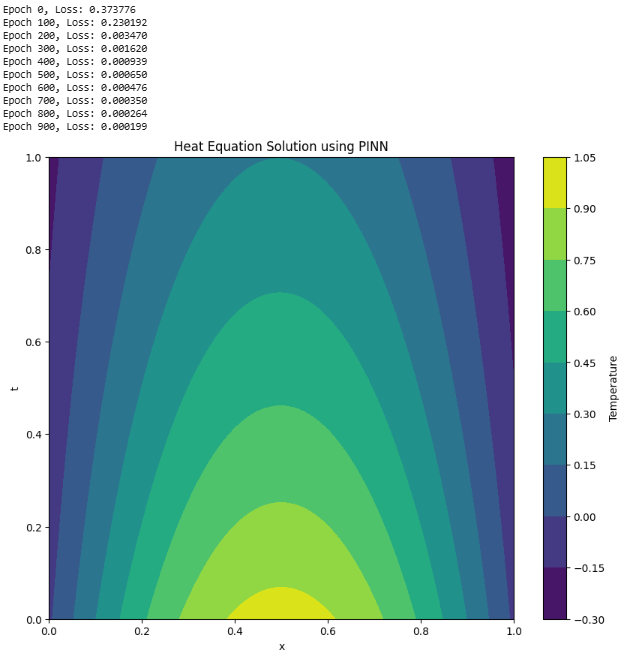 Epoch 0, Loss: 0.373776
Epoch 100, Loss: 0.230192
Epoch 200, Loss: 0.003470
Epoch 300, Loss: 0.001620
Epoch 400, Loss: 0.000939
Epoch 500, Loss: 0.000650
Epoch 600, Loss: 0.000476
Epoch 700, Loss: 0.000350
Epoch 800, Loss: 0.000264
Epoch 900, Loss: 0.000199
Heat Equation Solution using PINN
1.0
0.8
0.6
0.4
0.2
0.0
t
0.0
0.2
0.4
0.6
0.8
1.0
x
1.05
0.90
0.75
0.60
0.45
0.30
0.15
0.00
−0.15
−0.30
Temperature